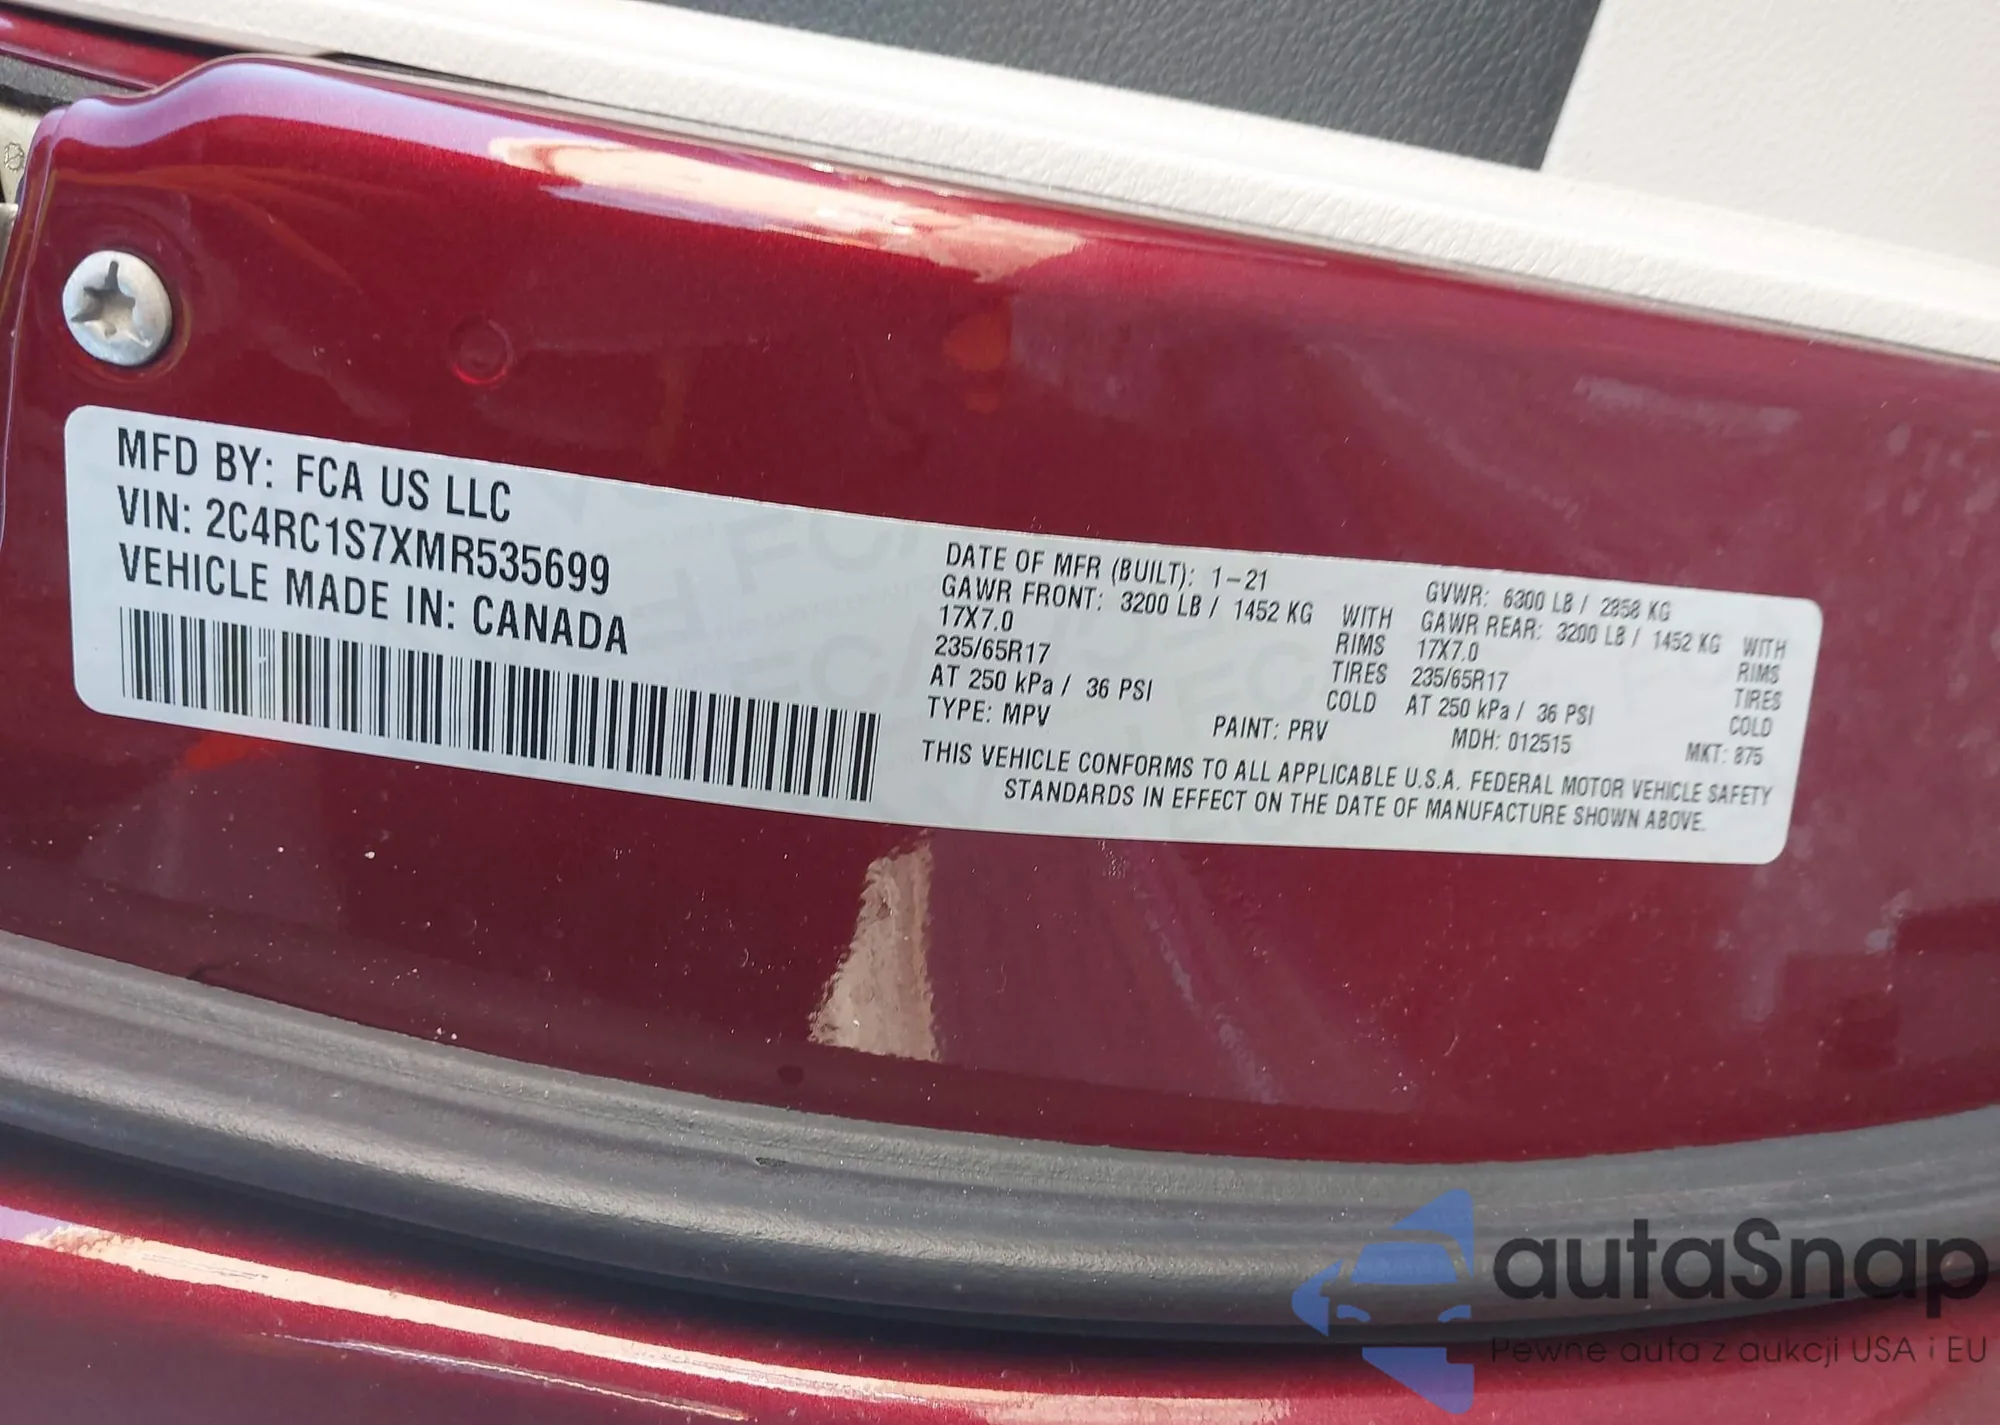 MFD BY: FCA US LLC
VIN: 2C4RC1S7XMR535699
VEHICLE MADE IN: CANADA
DATE OF MFR (BUILT): 1-21 GVWR: 6300 LB / 2858 KG
GAWR FRONT: 3200 LB / 1452 KG WITH GAWR REAR: 3200 LB / 1452 KG WITH
17X7.0 RIMS 17X7.0 RIMS
235/65R17 TIRES 235/65R17 TIRES
AT 250 kPa / 36 PSI COLD AT 250 kPa / 36 PSI COLD
TYPE: MPV PAINT: PRV MDH: 012515 MKT: 875
THIS VEHICLE CONFORMS TO ALL APPLICABLE U.S.A. FEDERAL MOTOR VEHICLE SAFETY
STANDARDS IN EFFECT ON THE DATE OF MANUFACTURE SHOWN ABOVE.
autaSnap
Pewne auta z aukcji USA i EU